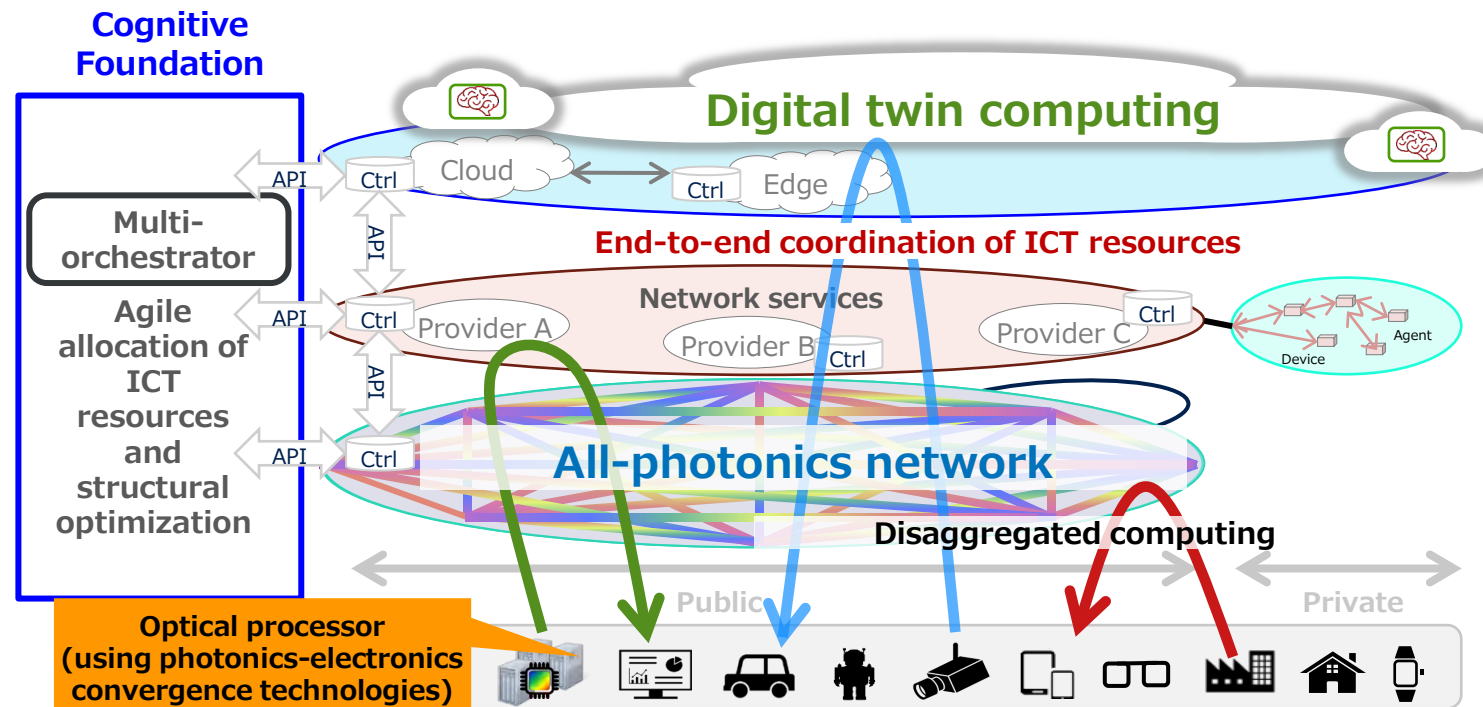 Cognitive
Foundation
Digital twin computing
Cloud
Ctrl
API
Ctrl
Edge
Multi-
orchestrator
API
End-to-end coordination of ICT resources
Network services
Ctrl
API
Ctrl
Provider A
Provider B
Ctrl
Provider C
Agent
Device
Agile
allocation of
ICT
resources
and
structural
optimization
API
API
Ctrl
All-photonics network
Disaggregated computing
Public
Private
Optical processor
(using photonics-electronics
convergence technologies)